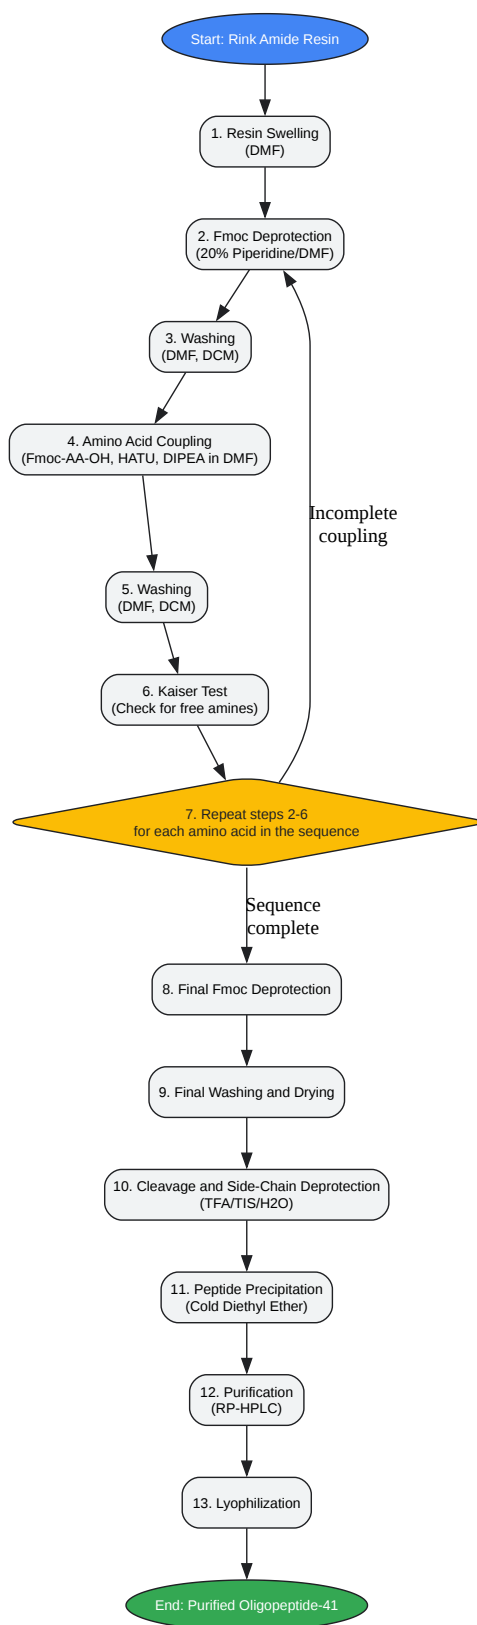 Start: Rink Amide Resin
1. Resin Swelling
(DMF)
2. Fmoc Deprotection
(20% Piperidine/DMF)
3. Washing
(DMF, DCM)
4. Amino Acid Coupling
(Fmoc-AA-OH, HATU, DIPEA in DMF)
Incomplete
coupling
5. Washing
(DMF, DCM)
6. Kaiser Test
(Check for free amines)
7. Repeat steps 2-6
for each amino acid in the sequence
Sequence
complete
8. Final Fmoc Deprotection
9. Final Washing and Drying
10. Cleavage and Side-Chain Deprotection
(TFA/TIS/H2O)
11. Peptide Precipitation
(Cold Diethyl Ether)
12. Purification
(RP-HPLC)
13. Lyophilization
End: Purified Oligopeptide-41